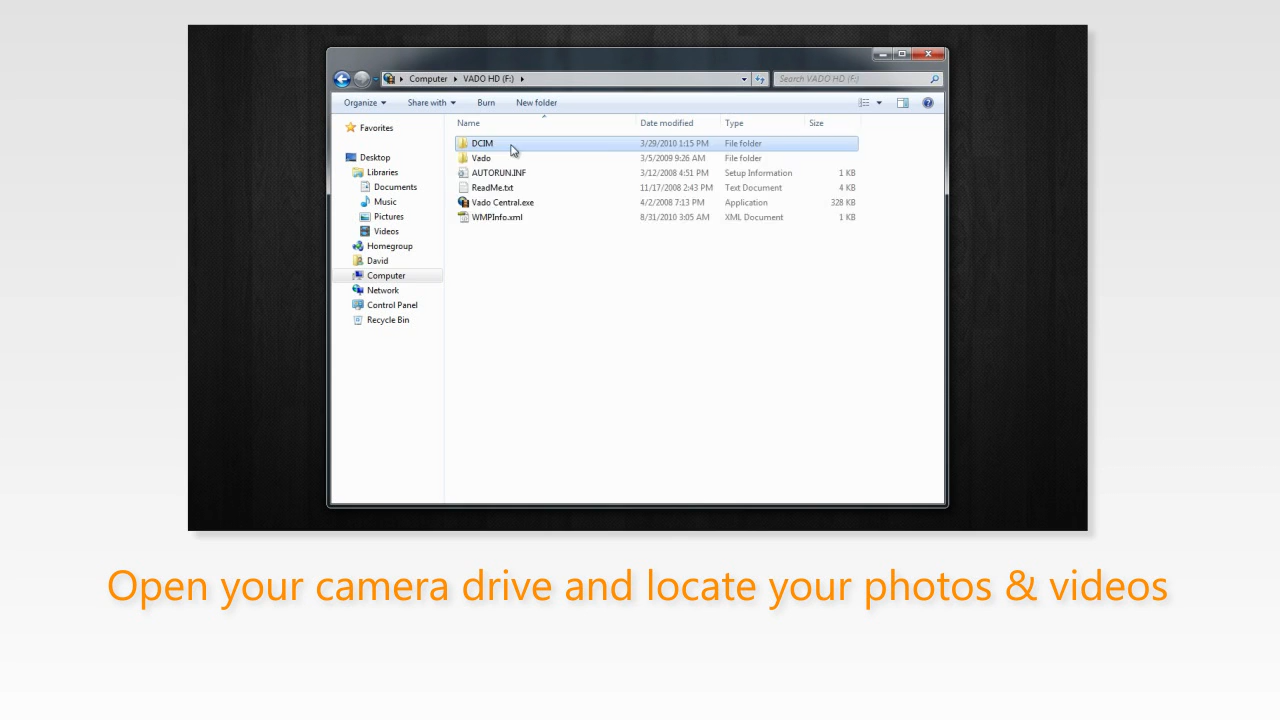 Computer ▸ VADO HD (F:) ▸
Search VADO HD (F:)
Organize Share with Burn New folder
Name Date modified Type Size
Favorites
Desktop
Libraries
Documents
Music
Pictures
Videos
Homegroup
David
Computer
Network
Control Panel
Recycle Bin
DCIM 3/29/2010 1:15 PM File folder
Vado 3/5/2009 9:26 AM File folder
AUTORUN.INF 3/12/2008 4:51 PM Setup Information 1 KB
ReadMe.txt 11/17/2008 2:43 PM Text Document 4 KB
Vado Central.exe 4/2/2008 7:13 PM Application 328 KB
WMPInfo.xml 8/31/2010 3:05 AM XML Document 1 KB
Open your camera drive and locate your photos & videos